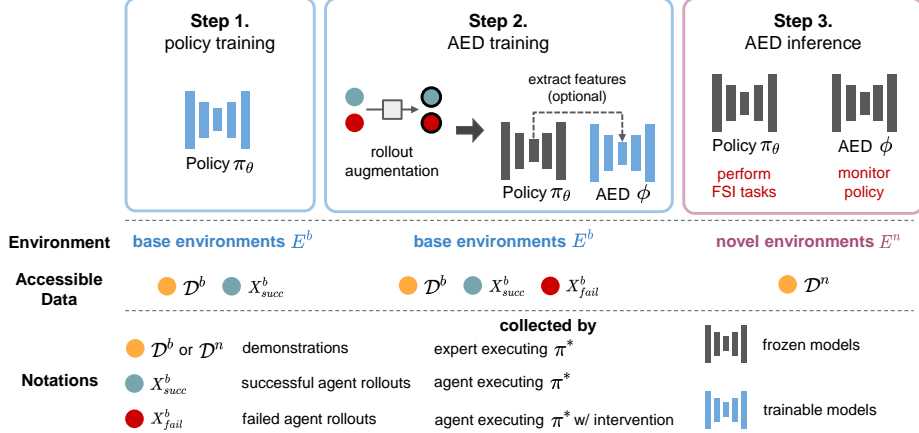 Step 1.
policy training
Policy π_θ
Step 2.
AED training
rollout
augmentation
extract features
(optional)
Policy π_θ
AED ϕ
Step 3.
AED inference
Policy π_θ
perform
FSI tasks
AED ϕ
monitor
policy
Environment
base environments E^b
base environments E^b
novel environments E^n
Accessible
Data
𝒟^b
X^b_succ
𝒟^b
X^b_succ
X^b_fail
𝒟^n
Notations
collected by
𝒟^b or 𝒟^n demonstrations expert executing π*
X^b_succ successful agent rollouts agent executing π*
X^b_fail failed agent rollouts agent executing π* w/ intervention
frozen models
trainable models